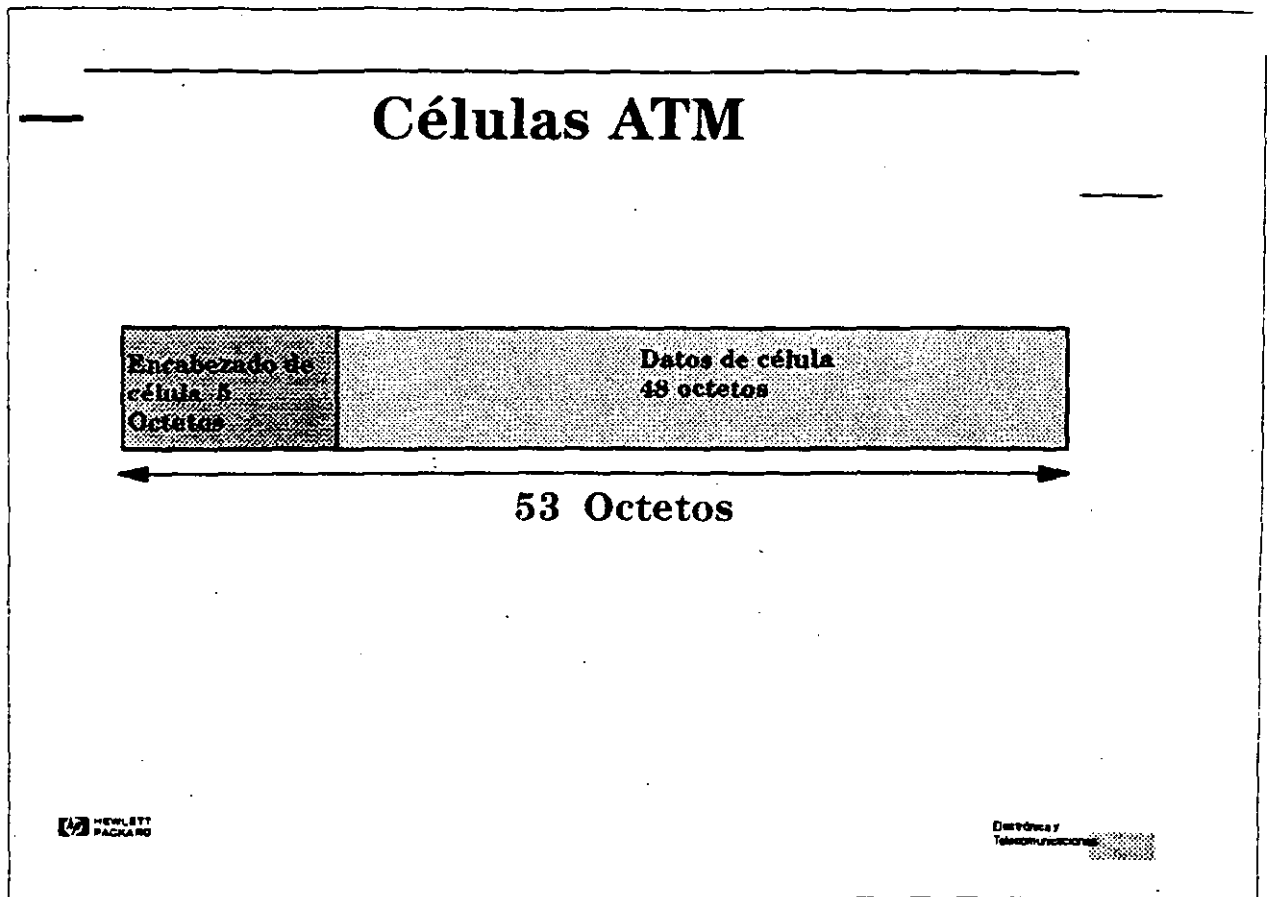 Células ATM
Encabezado de
célula 5
Octetos
Datos de célula
48 octetos
53 Octetos
HEWLETT
PACKARD
Electrónica y
Telecomunicaciones